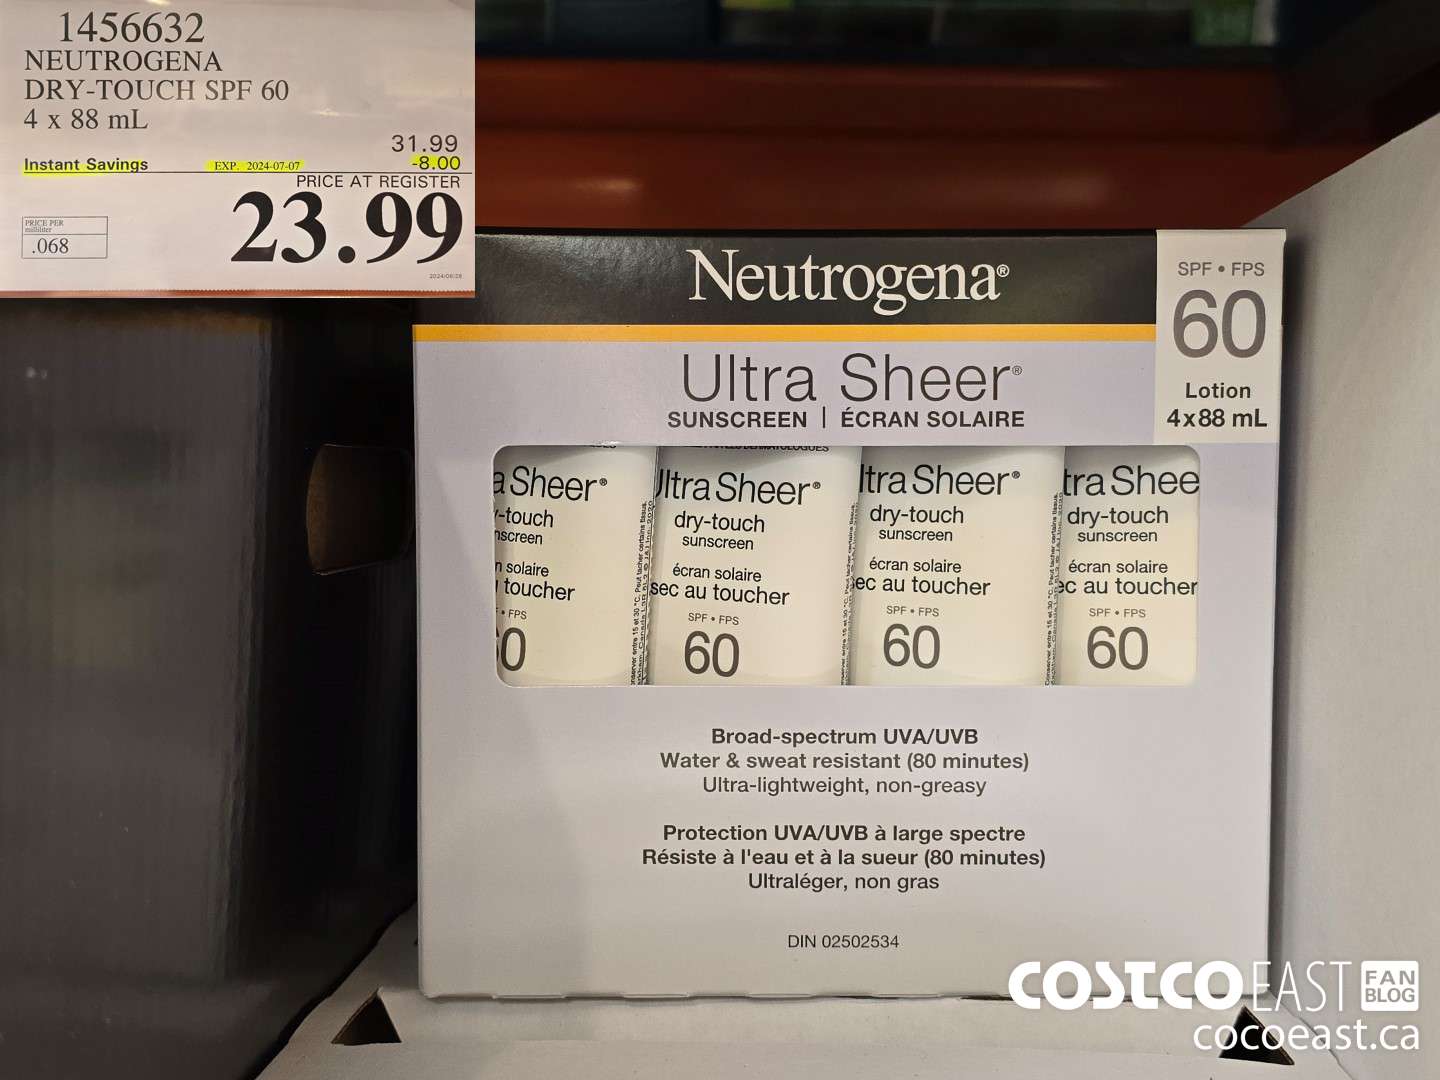 1456632
NEUTROGENA
DRY-TOUCH SPF 60
4 x 88 mL
31.99
Instant Savings EXP. 2024-07-07 -8.00
PRICE AT REGISTER
23.99
PRICE PER
milliliter
.068
2024/06/28
Neutrogena®
SPF • FPS
60
Lotion
4x88 mL
Ultra Sheer®
SUNSCREEN | ÉCRAN SOLAIRE
a Sheer®
-touch
nscreen
n solaire
toucher
• FPS
60
ltra Sheer®
dry-touch
sunscreen
écran solaire
sec au toucher
SPF • FPS
60
ltra Sheer®
dry-touch
sunscreen
écran solaire
ec au toucher
SPF • FPS
60
tra Shee
dry-touch
sunscreen
écran solaire
ec au toucher
SPF • FPS
60
Broad-spectrum UVA/UVB
Water & sweat resistant (80 minutes)
Ultra-lightweight, non-greasy
Protection UVA/UVB à large spectre
Résiste à l'eau et à la sueur (80 minutes)
Ultraléger, non gras
DIN 02502534
COSTCO EAST FAN BLOG
cocoeast.ca